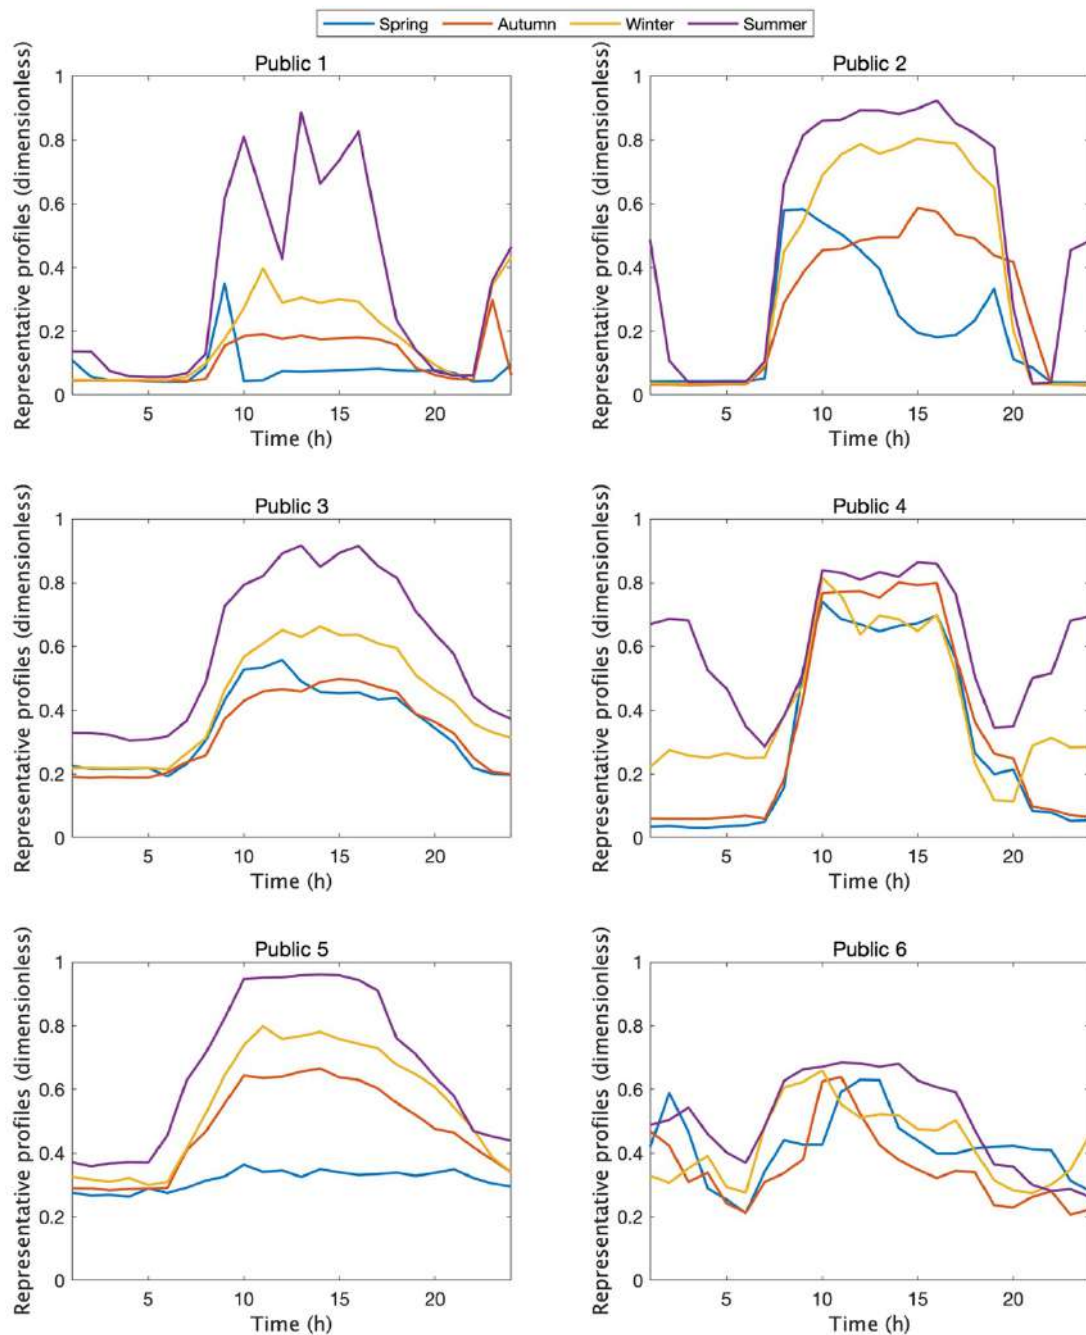 Spring Autumn Winter Summer
Public 1
Representative profiles (dimensionless)
1
0.8
0.6
0.4
0.2
0
5 10 15 20
Time (h)
Public 2
Representative profiles (dimensionless)
1
0.8
0.6
0.4
0.2
0
5 10 15 20
Time (h)
Public 3
Representative profiles (dimensionless)
1
0.8
0.6
0.4
0.2
0
5 10 15 20
Time (h)
Public 4
Representative profiles (dimensionless)
1
0.8
0.6
0.4
0.2
0
5 10 15 20
Time (h)
Public 5
Representative profiles (dimensionless)
1
0.8
0.6
0.4
0.2
0
5 10 15 20
Time (h)
Public 6
Representative profiles (dimensionless)
1
0.8
0.6
0.4
0.2
0
5 10 15 20
Time (h)